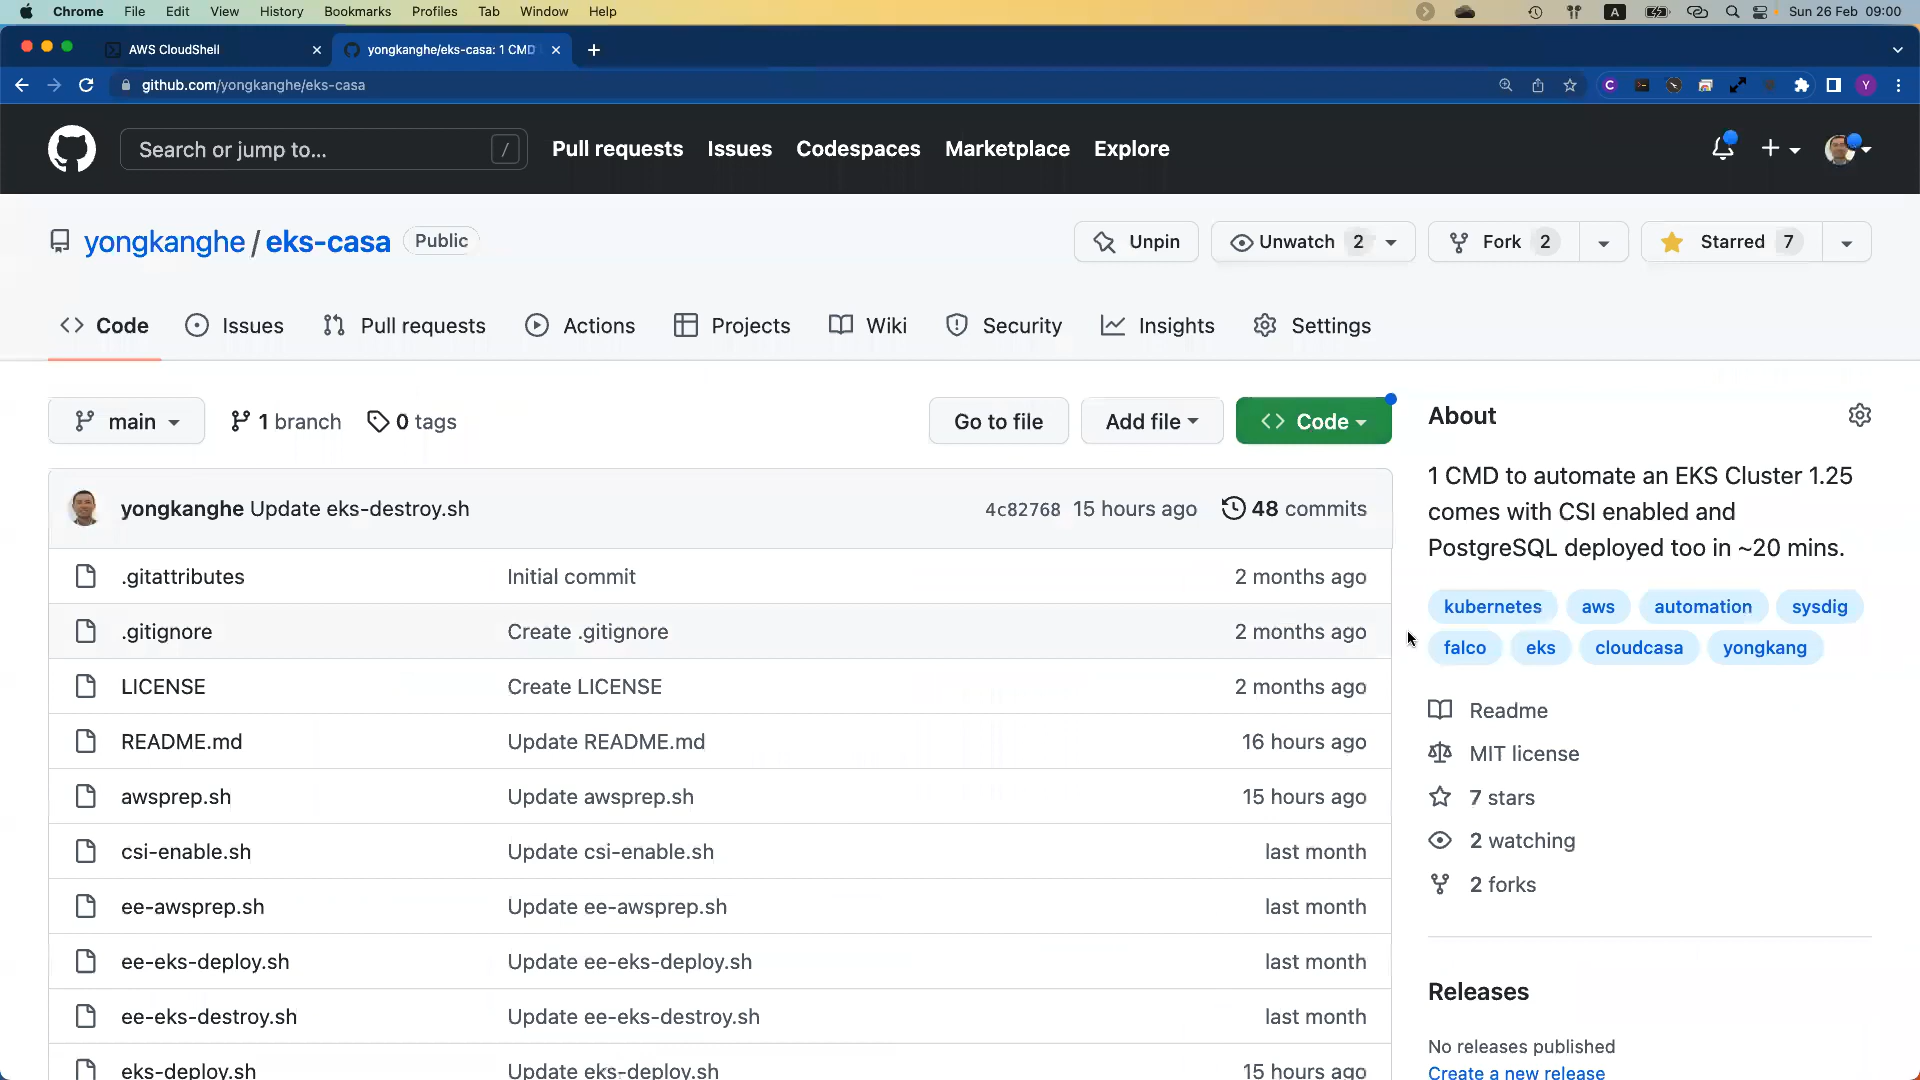 Chrome File Edit View History Bookmarks Profiles Tab Window Help A Sun 26 Feb 09:00
AWS CloudShell yongkanghe/eks-casa: 1 CMD
github.com/yongkanghe/eks-casa C Y
Search or jump to... / Pull requests Issues Codespaces Marketplace Explore
yongkanghe / eks-casa Public Unpin Unwatch 2 Fork 2 Starred 7
Code Issues Pull requests Actions Projects Wiki Security Insights Settings
main 1 branch 0 tags Go to file Add file Code
yongkanghe Update eks-destroy.sh 4c82768 15 hours ago 48 commits
.gitattributes Initial commit 2 months ago
.gitignore Create .gitignore 2 months ago
LICENSE Create LICENSE 2 months ago
README.md Update README.md 16 hours ago
awsprep.sh Update awsprep.sh 15 hours ago
csi-enable.sh Update csi-enable.sh last month
ee-awsprep.sh Update ee-awsprep.sh last month
ee-eks-deploy.sh Update ee-eks-deploy.sh last month
ee-eks-destroy.sh Update ee-eks-destroy.sh last month
eks-deploy.sh Update eks-deploy.sh 15 hours ago
About
1 CMD to automate an EKS Cluster 1.25
comes with CSI enabled and
PostgreSQL deployed too in ~20 mins.
kubernetes aws automation sysdig
falco eks cloudcasa yongkang
Readme
MIT license
7 stars
2 watching
2 forks
Releases
No releases published
Create a new release